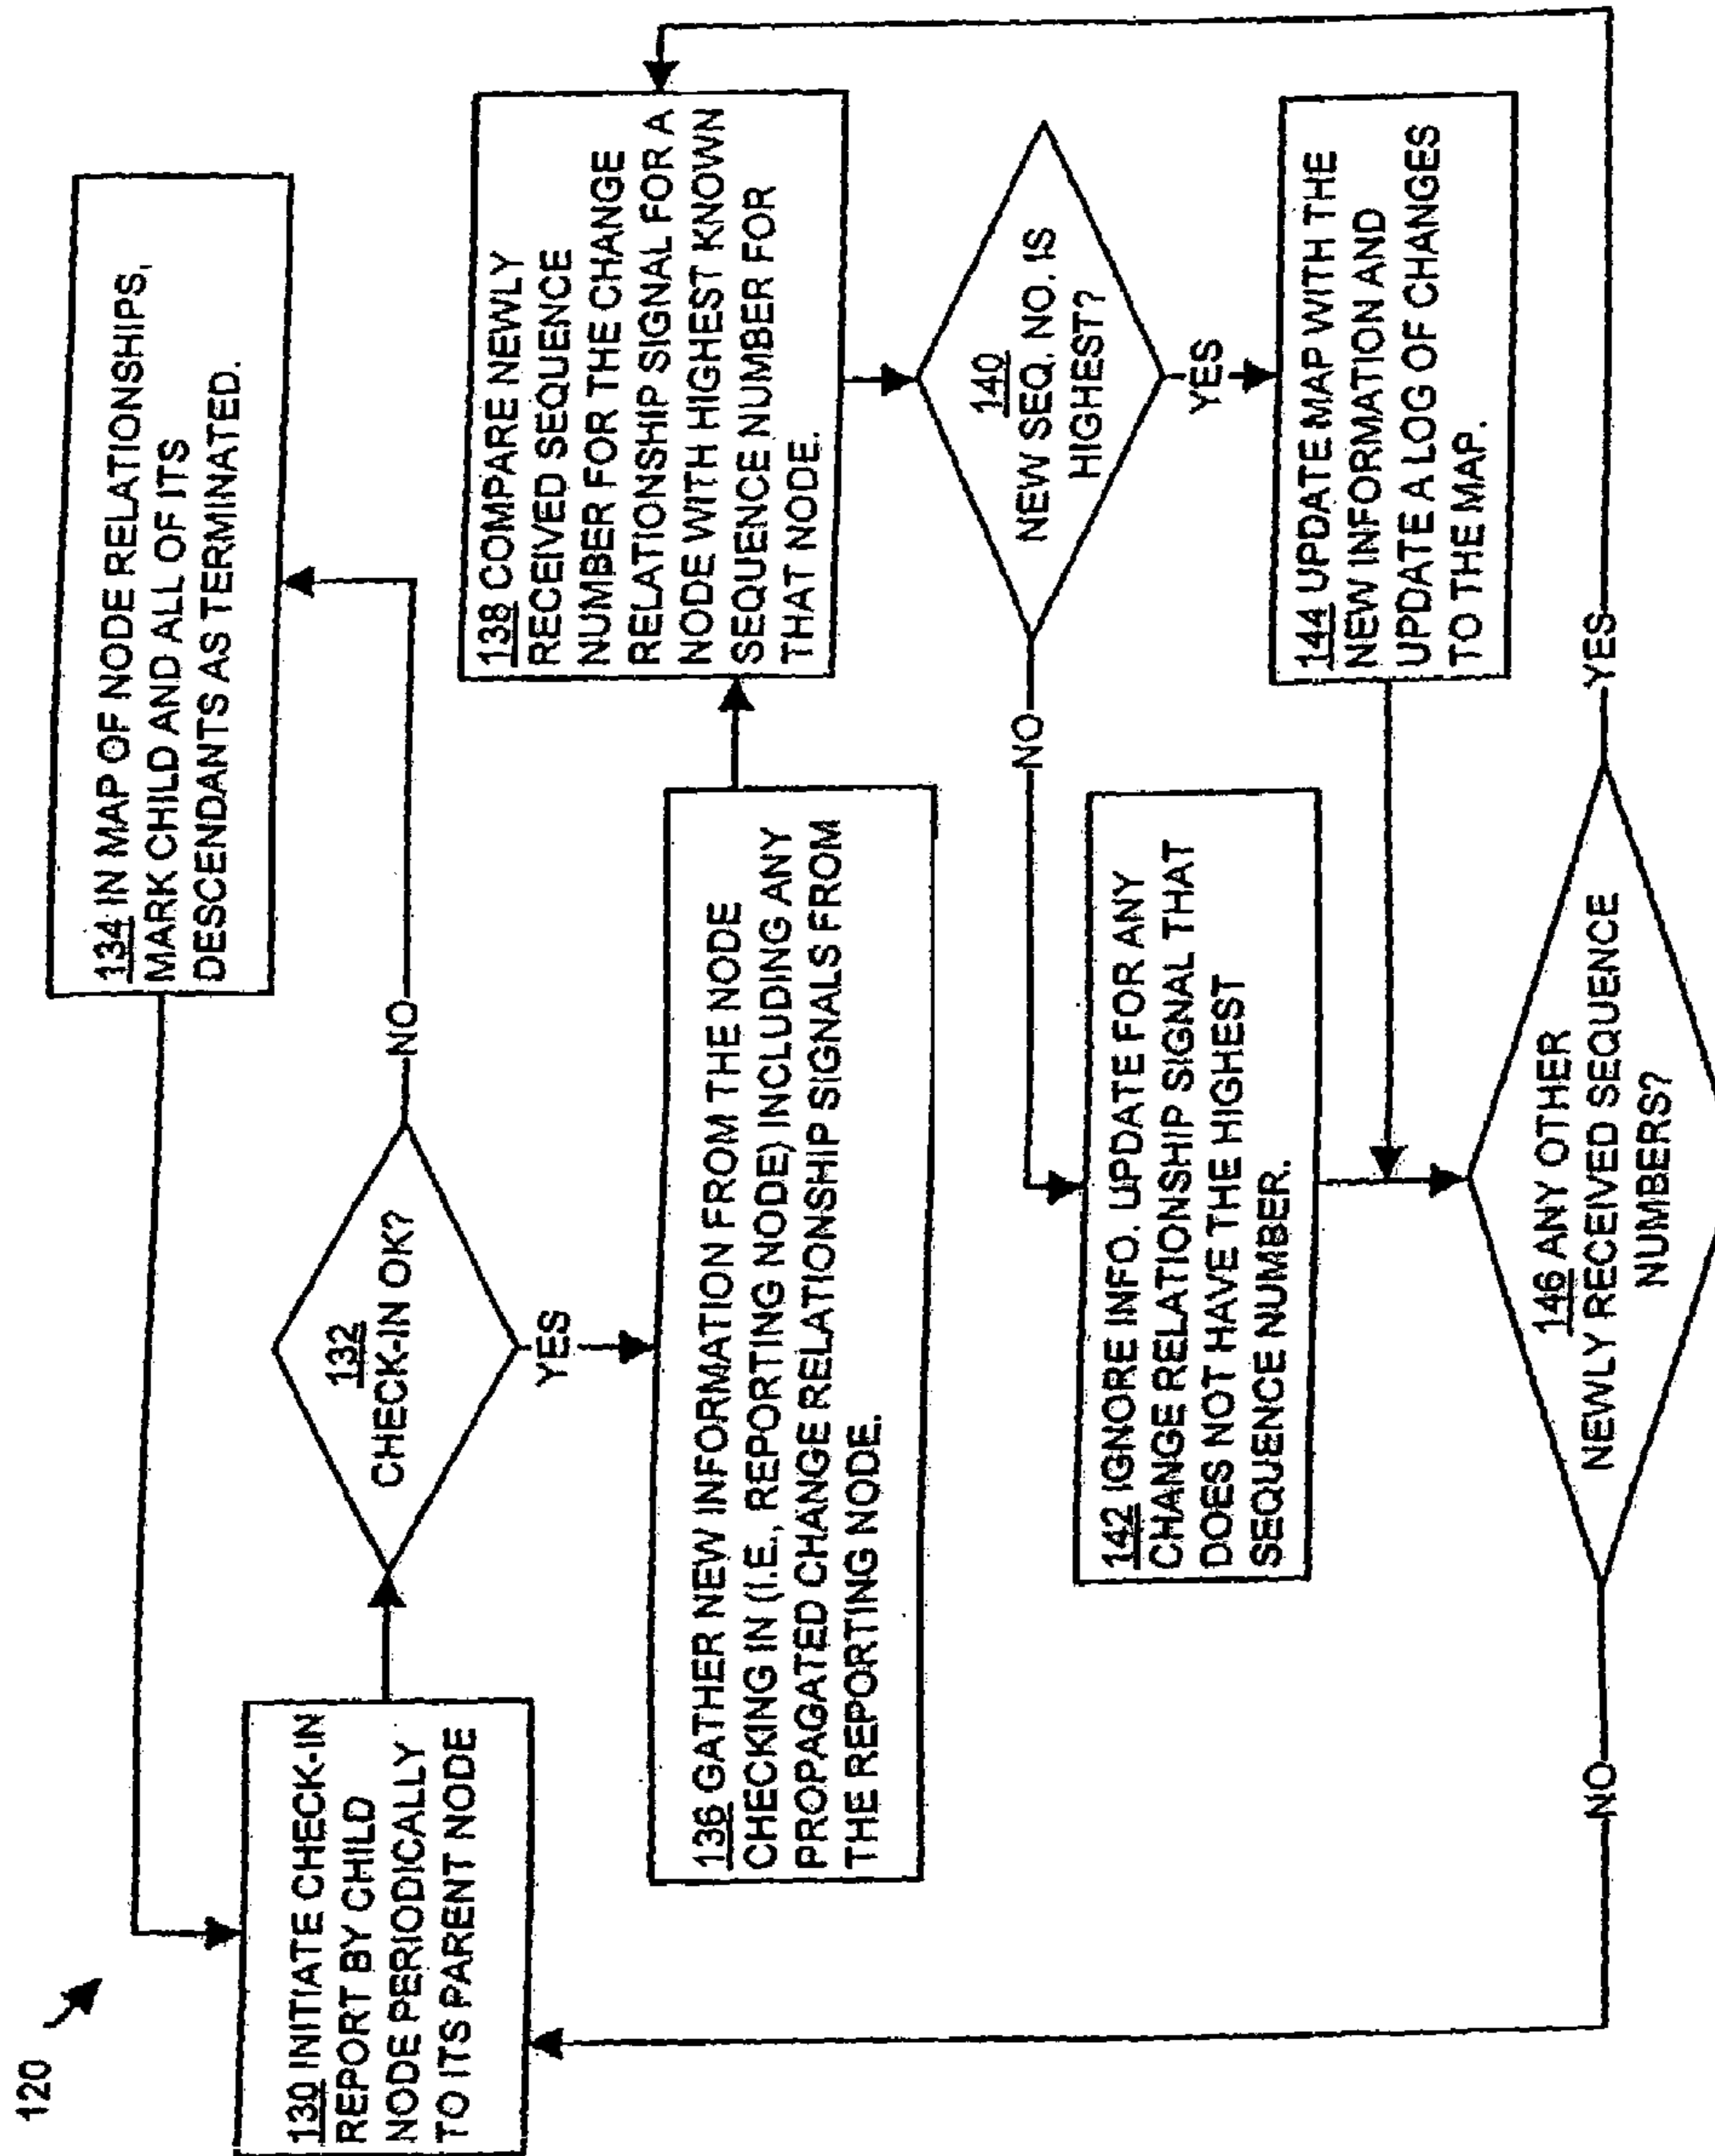 120
130 INITIATE CHECK-IN
REPORT BY CHILD
NODE PERIODICALLY
TO ITS PARENT NODE
132
CHECK-IN OK?
NO
YES
134 IN MAP OF NODE RELATIONSHIPS,
MARK CHILD AND ALL OF ITS
DESCENDANTS AS TERMINATED.
136 GATHER NEW INFORMATION FROM THE NODE
CHECKING IN (I.E., REPORTING NODE) INCLUDING ANY
PROPAGATED CHANGE RELATIONSHIP SIGNALS FROM
THE REPORTING NODE.
138 COMPARE NEWLY
RECEIVED SEQUENCE
NUMBER FOR THE CHANGE
RELATIONSHIP SIGNAL FOR A
NODE WITH HIGHEST KNOWN
SEQUENCE NUMBER FOR
THAT NODE.
140
NEW SEQ. NO. IS
HIGHEST?
NO
YES
142 IGNORE INFO. UPDATE FOR ANY
CHANGE RELATIONSHIP SIGNAL THAT
DOES NOT HAVE THE HIGHEST
SEQUENCE NUMBER.
144 UPDATE MAP WITH THE
NEW INFORMATION AND
UPDATE A LOG OF CHANGES
TO THE MAP.
146 ANY OTHER
NEWLY RECEIVED SEQUENCE
NUMBERS?
NO
YES